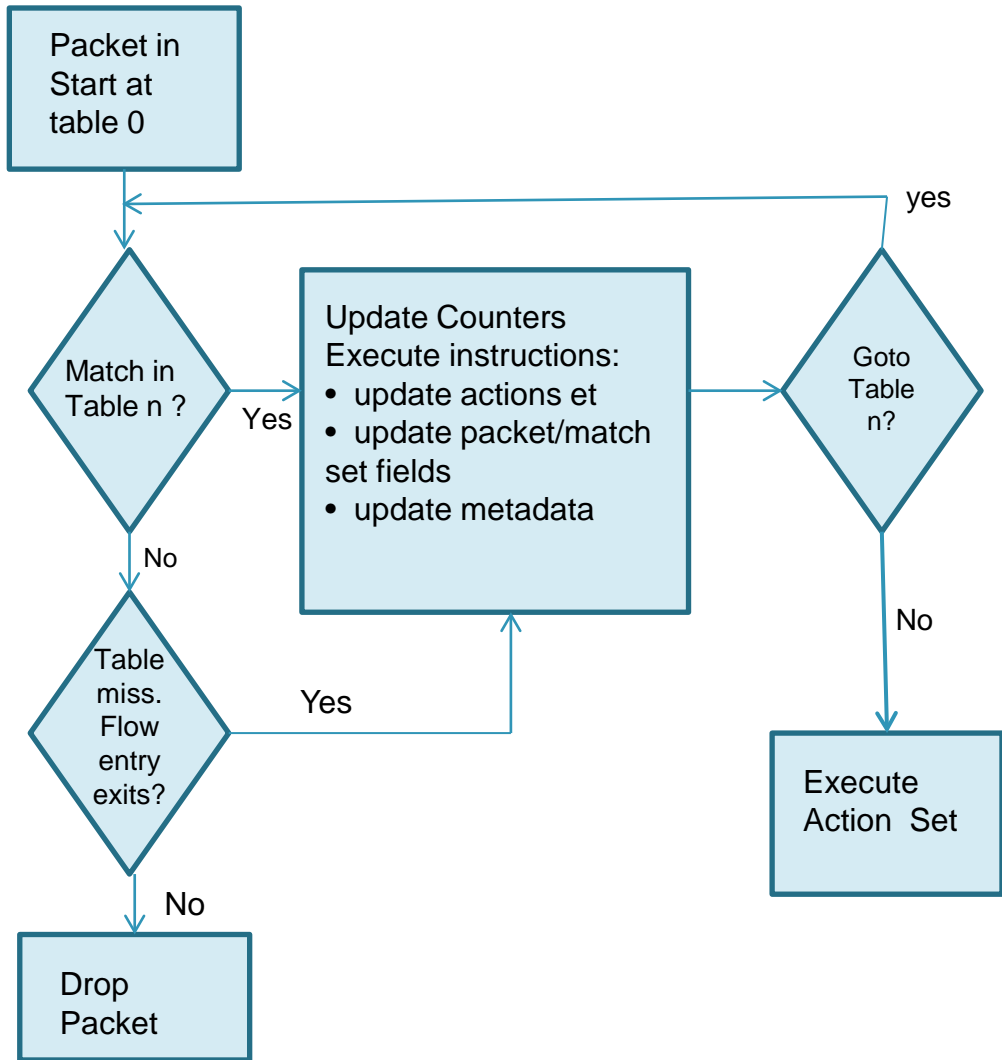 Packet in
Start at
table 0
yes
Match in
Table n ?
Yes
Update Counters
Execute instructions:
• update actions et
• update packet/match
set fields
• update metadata
Goto
Table
n?
No
No
Table
miss.
Flow
entry
exits?
Yes
Execute
Action Set
No
Drop
Packet